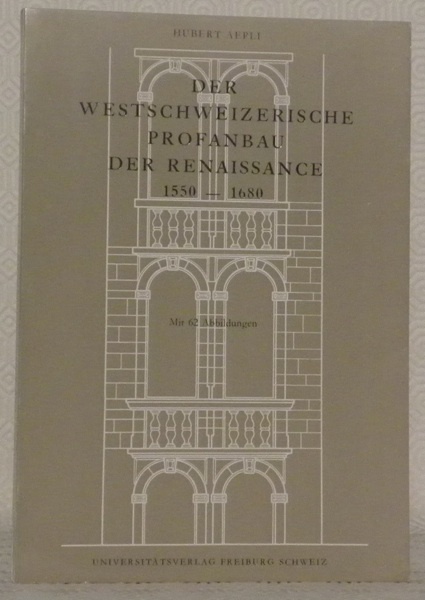 HUBERT AEPLI
DER
WESTSCHWEIZERISCHE
PROFANBAU
DER RENAISSANCE
1550 — 1680
Mit 62 Abbildungen
UNIVERSITÄTSVERLAG FREIBURG SCHWEIZ